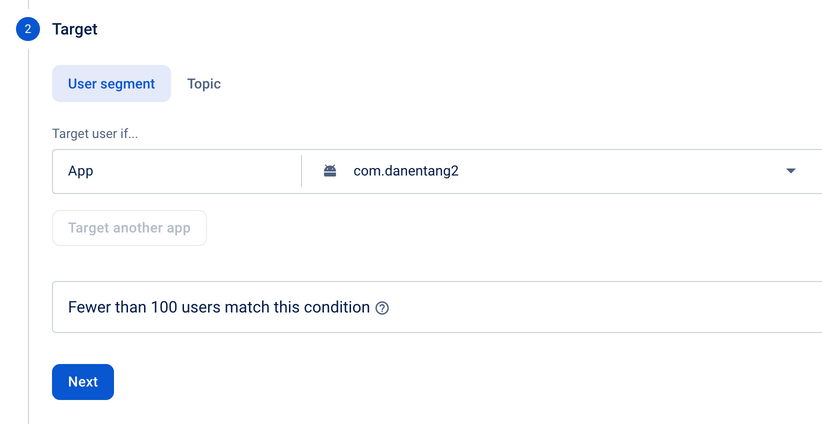 2 Target
User segment Topic
Target user if...
App com.danentang2
Target another app
Fewer than 100 users match this condition ?
Next